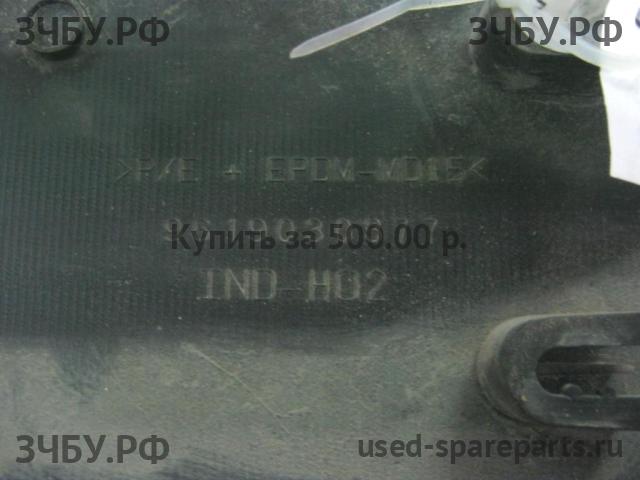 ЗЧБУ.РФ ЗЧБУ.РФ
>P/E + EPDM-MD15<
Купить за 500.00 р.
IND-H02
ЗЧБУ.РФ used-spareparts.ru